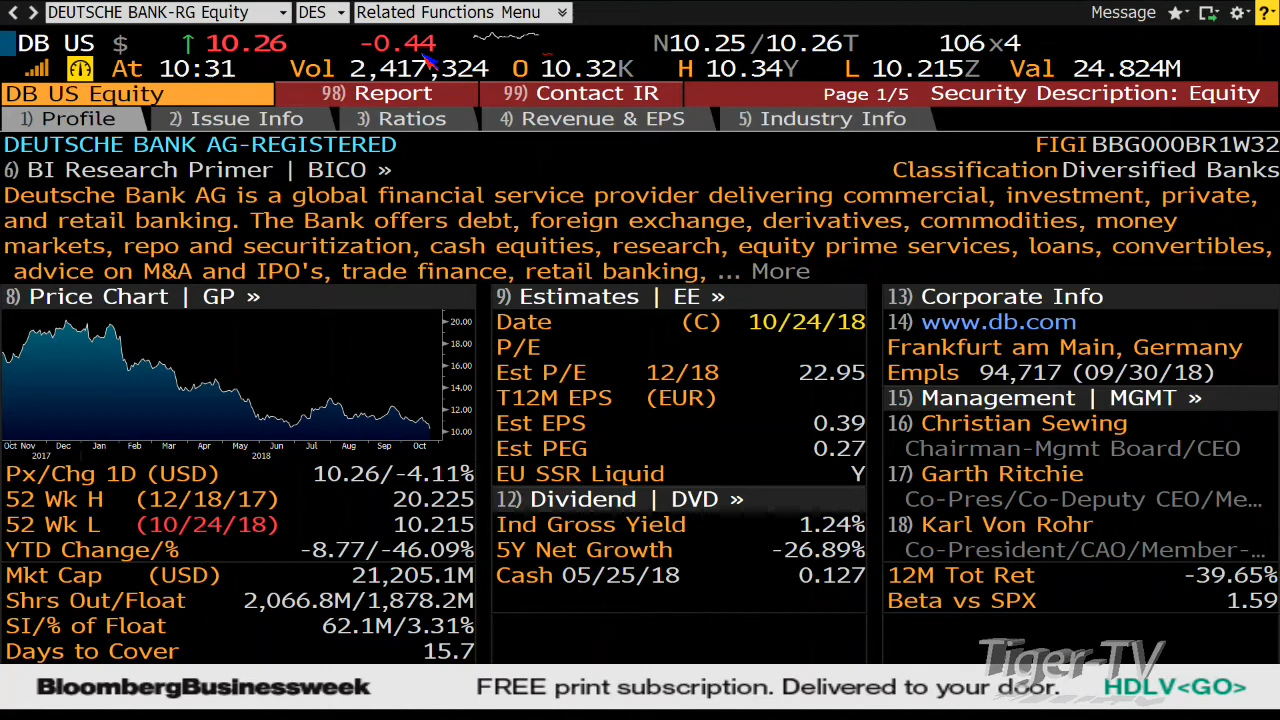 DEUTSCHE BANK-RG Equity DES Related Functions Menu Message
DB US $ ↑ 10.26 -0.44 N10.25/10.26T 106x4
At 10:31 Vol 2,417,324 O 10.32K H 10.34Y L 10.215Z Val 24.824M
DB US Equity 98) Report 99) Contact IR Page 1/5 Security Description: Equity
1) Profile 2) Issue Info 3) Ratios 4) Revenue & EPS 5) Industry Info
DEUTSCHE BANK AG-REGISTERED FIGI BBG000BR1W32
6) BI Research Primer | BICO » Classification Diversified Banks
Deutsche Bank AG is a global financial service provider delivering commercial, investment, private,
and retail banking. The Bank offers debt, foreign exchange, derivatives, commodities, money
markets, repo and securitization, cash equities, research, equity prime services, loans, convertibles,
advice on M&A and IPO's, trade finance, retail banking, ... More
8) Price Chart | GP »
20.00
18.00
16.00
14.00
12.00
10.00
Oct Nov Dec Jan Feb Mar Apr May Jun Jul Aug Sep Oct
2017 2018
Px/Chg 1D (USD) 10.26/-4.11%
52 Wk H (12/18/17) 20.225
52 Wk L (10/24/18) 10.215
YTD Change/% -8.77/-46.09%
Mkt Cap (USD) 21,205.1M
Shrs Out/Float 2,066.8M/1,878.2M
SI/% of Float 62.1M/3.31%
Days to Cover 15.7
9) Estimates | EE »
Date (C) 10/24/18
P/E
Est P/E 12/18 22.95
T12M EPS (EUR)
Est EPS 0.39
Est PEG 0.27
EU SSR Liquid Y
12) Dividend | DVD »
Ind Gross Yield 1.24%
5Y Net Growth -26.89%
Cash 05/25/18 0.127
13) Corporate Info
14) www.db.com
Frankfurt am Main, Germany
Empls 94,717 (09/30/18)
15) Management | MGMT »
16) Christian Sewing
Chairman-Mgmt Board/CEO
17) Garth Ritchie
Co-Pres/Co-Deputy CEO/Me...
18) Karl Von Rohr
Co-President/CAO/Member-...
12M Tot Ret -39.65%
Beta vs SPX 1.59
Tiger-TV
BloombergBusinessweek FREE print subscription. Delivered to your door. HDLV<GO>